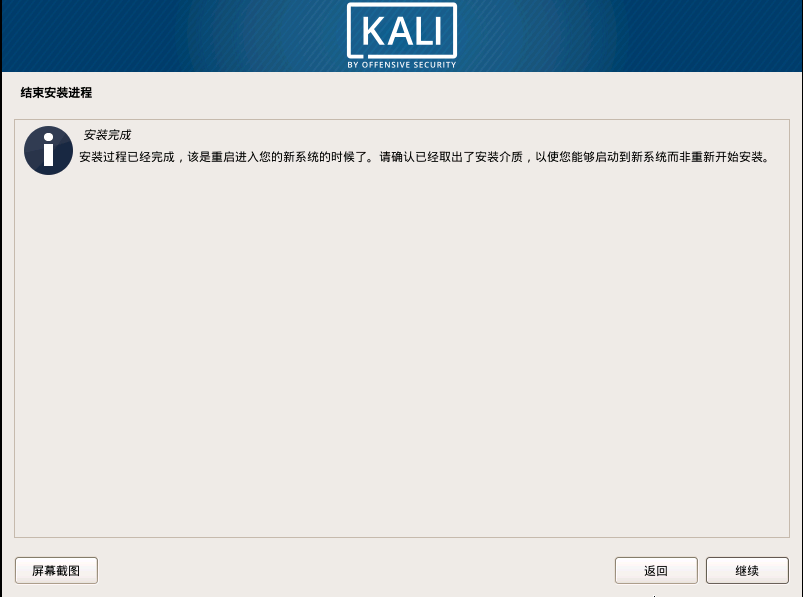 KALI
BY OFFENSIVE SECURITY
结束安装进程
安装完成
安装过程已经完成，该是重启进入您的新系统的时候了。请确认已经取出了安装介质，以使您能够启动到新系统而非重新开始安装。
屏幕截图
返回
继续